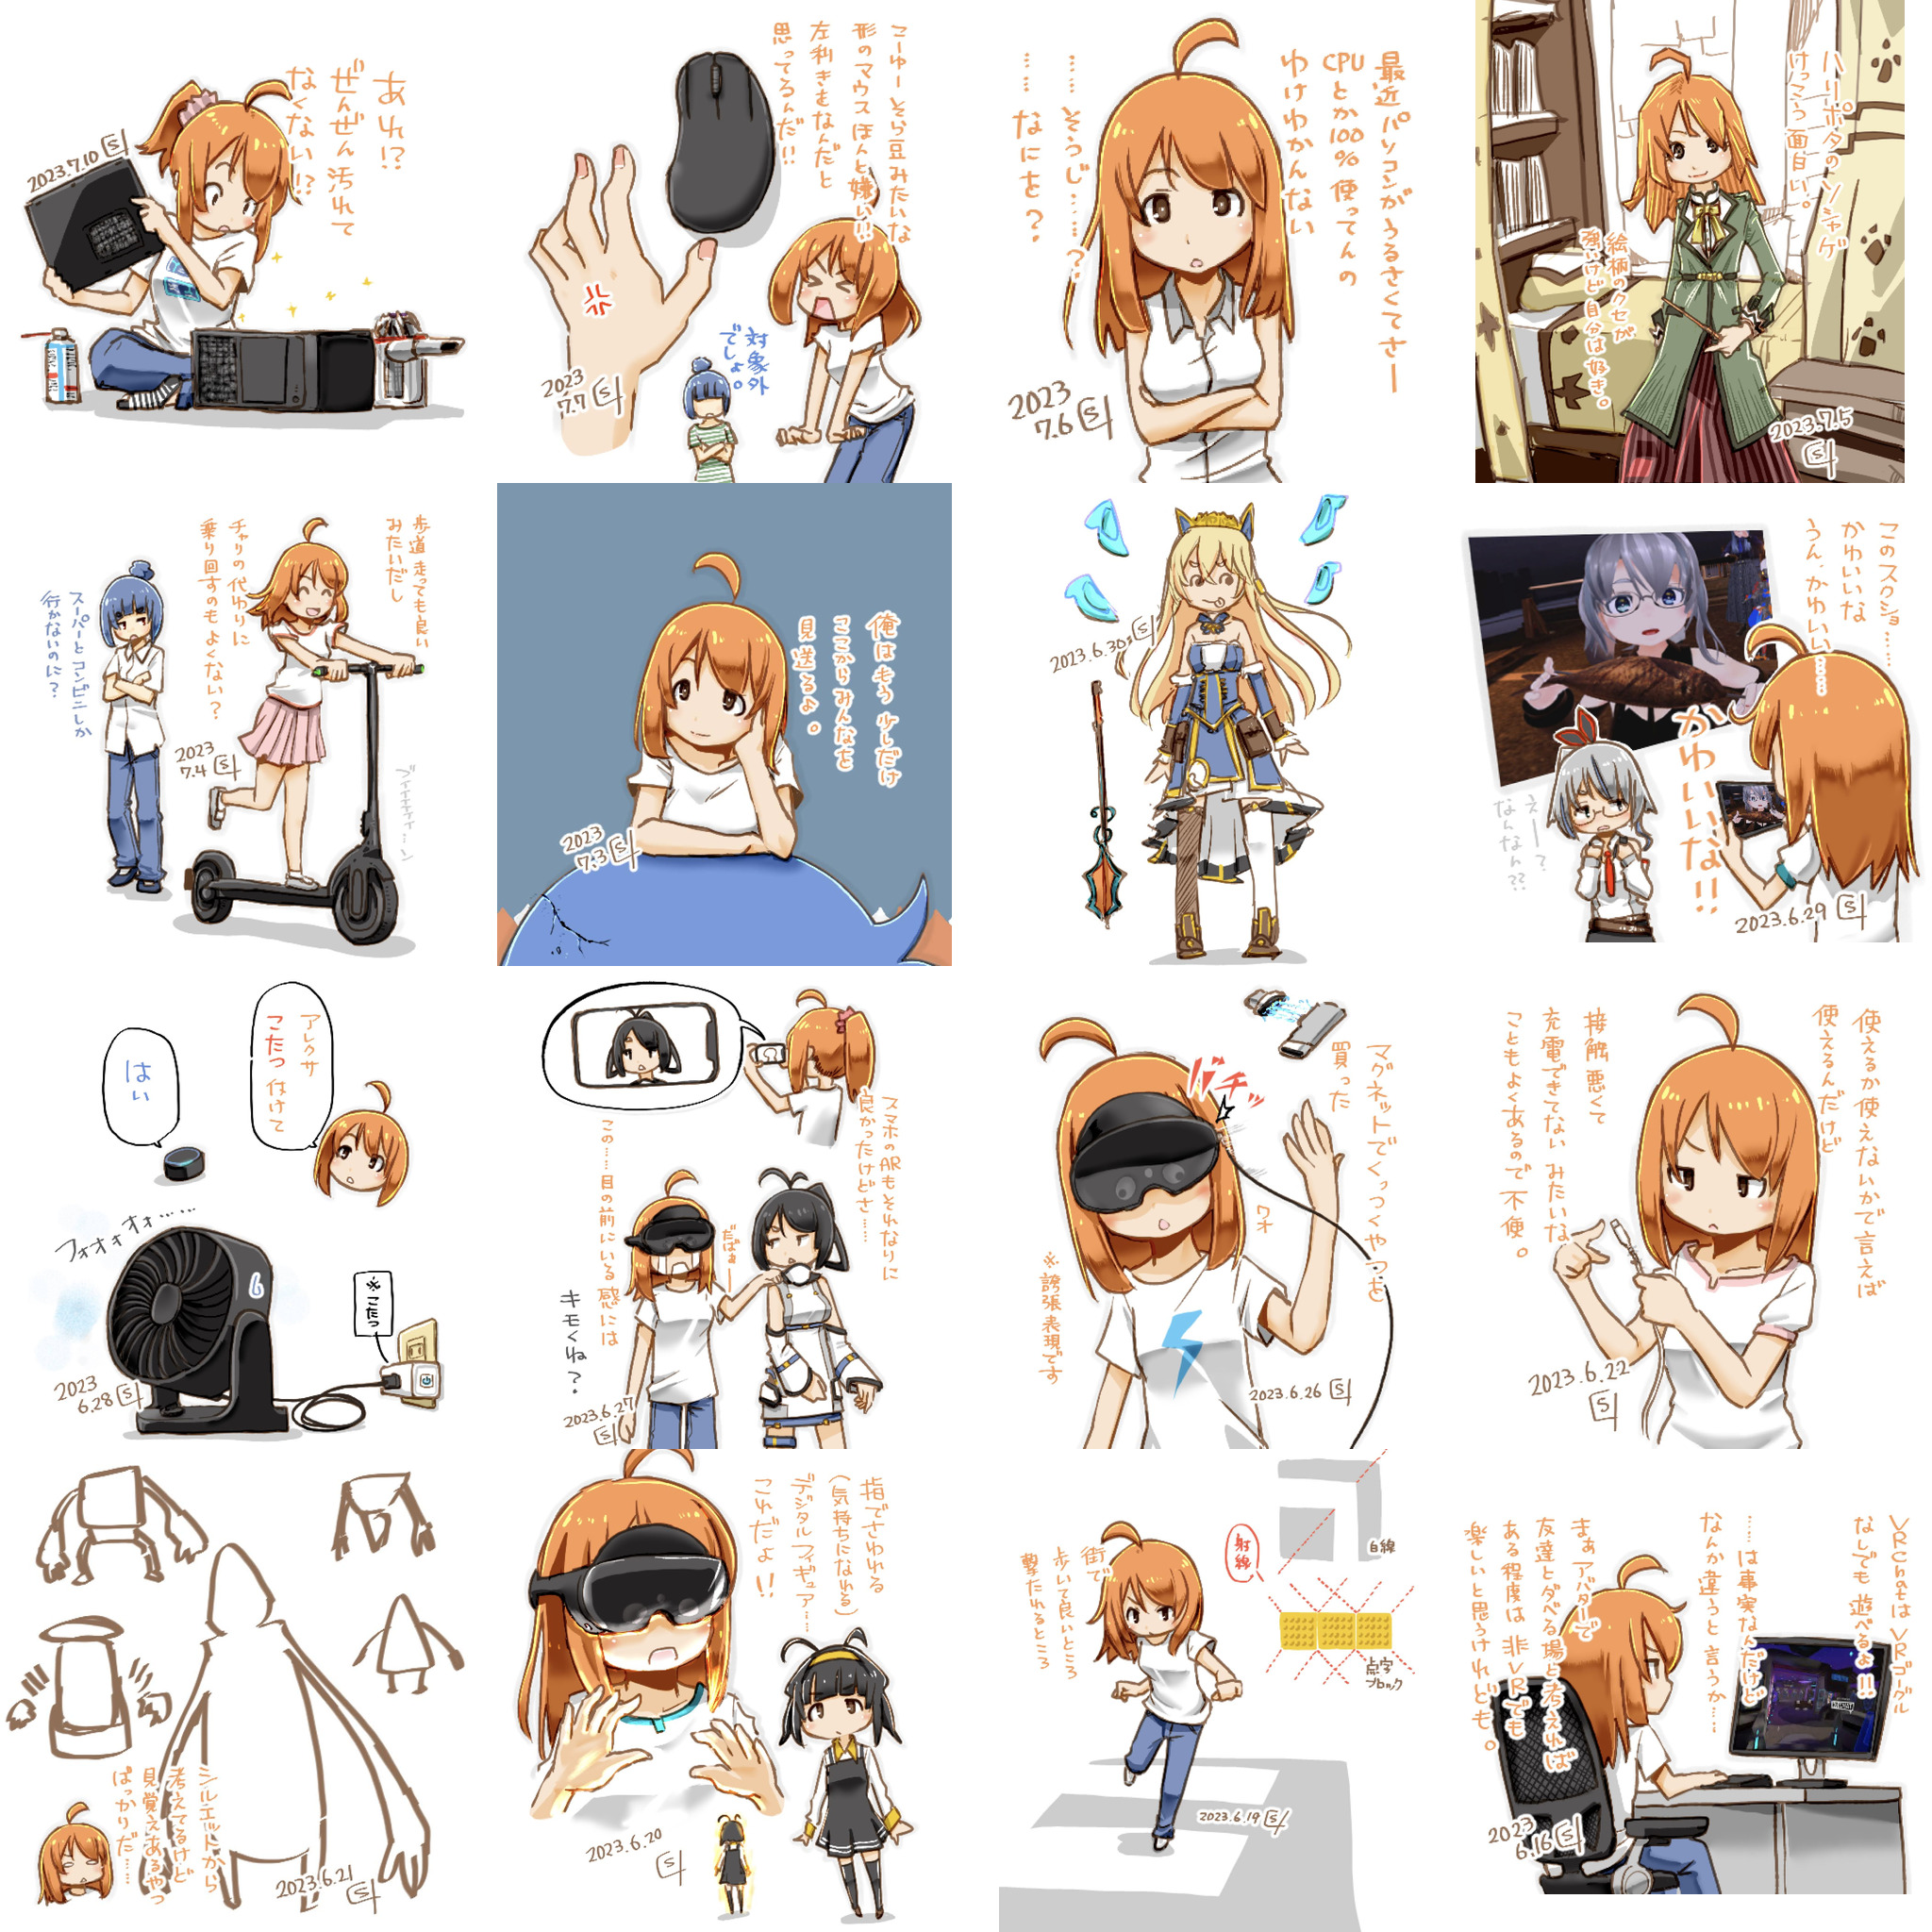 あれ!?
ぜんぜん汚れて
なくない!?
2023.7.10
こーゆー そら豆みたいな
形のマウス ほんと嫌い!!
左利きをなんだと
思ってるんだ!!
対象外
でしょ。
2023
7.7
最近パソコンがうるさくてさー
CPUとか100%使ってんの
わけわかんない
……そうじ……?
……なにを?
2023
7.6
ハリポタのソシャゲ
けっこう面白い。
絵柄のクセが
強いけど自分は好き。
2023.7.5
歩道走っても良い
みたいだし
チャリの代わりに
乗り回すのもよくない?
スーパーとコンビニしか
行かないのに?
2023
7.4
俺はもう少しだけ
ここからみんなを
見送るよ。
2023
7.3
2023.6.30
このスクショ……
かわいいな
うん、かわいい……
かわいいな!!
えー?
なんなん??
2023.6.29
アレクサ
こたつ付けて
はい
フォオォオォ……
※こたつ
2023
6.28
スマホのARもそれなりに
良かったけどさ……
この……目の前にいる感には
だばぁー
キモくね?
2023.6.27
マグネットでくっつくやつを
買った
バチッ
ワオ
※誇張表現です
2023.6.26
使えるか使えないかで言えば
使えるんだけど
接触悪くて
充電できてないみたいな
こともよくあるので不便。
2023.6.22
シルエットから
考えてるけど
見覚えあるやつ
ばっかりだ……
2023.6.21
指でさわれる
(気持ちになれる)
デジタルフィギュア…
これだよ!!
2023.6.20
街で
歩いて良いところ
撃たれるところ
射線
白線
点字
ブロック
2023.6.19
VRChatはVRゴーグル
なしでも遊べるよ!!
……は事実なんだけど
なんか違うと言うか……
まぁアバターで
友達とダベる場と考えれば
ある程度は非VRでも
楽しいと思うけれども。
2023
6.16